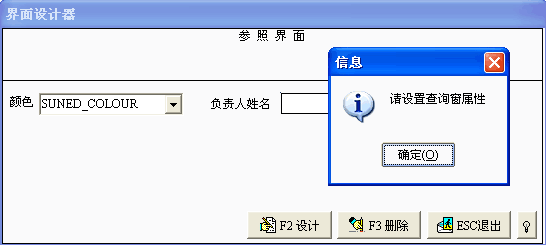 界面设计器
参 照 界 面
信息
颜色 SUNED_COLOUR 负责人姓名
请设置查询窗属性
确定(O)
F2 设计 F3 删除 ESC退出